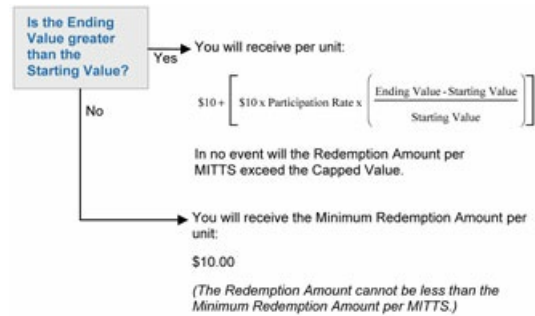 Is the Ending
Value greater
than the
Starting Value?
Yes
You will receive per unit:
$10 + [ $10 x Participation Rate x ( Ending Value - Starting Value / Starting Value ) ]
In no event will the Redemption Amount per
MITTS exceed the Capped Value.
No
You will receive the Minimum Redemption Amount per
unit:
$10.00
(The Redemption Amount cannot be less than the
Minimum Redemption Amount per MITTS.)